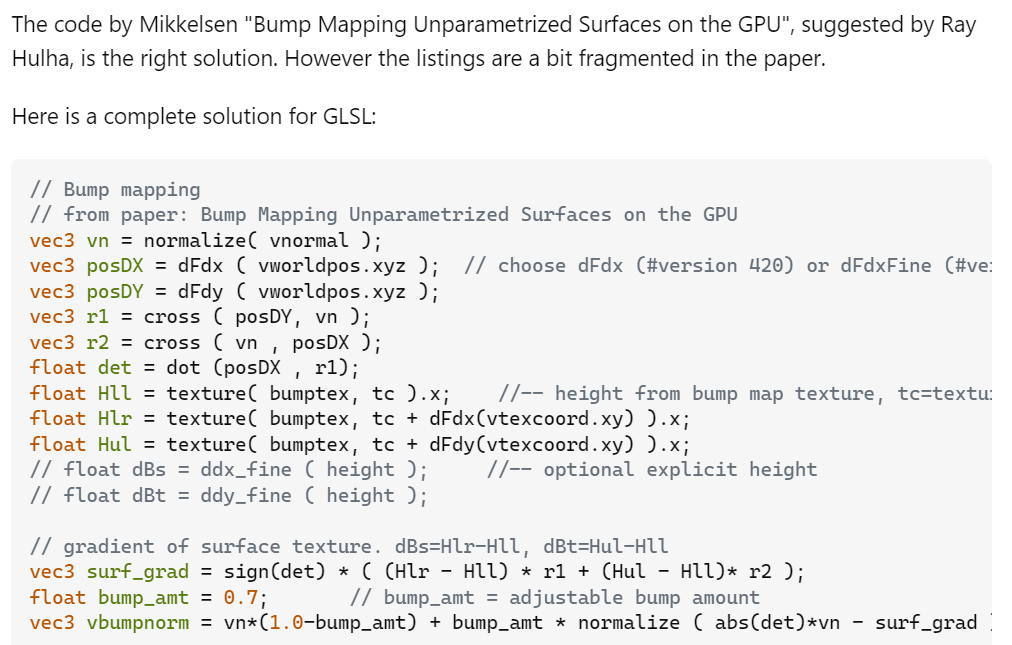 The code by Mikkelsen "Bump Mapping Unparametrized Surfaces on the GPU", suggested by Ray
Hulha, is the right solution. However the listings are a bit fragmented in the paper.
Here is a complete solution for GLSL:
// Bump mapping
// from paper: Bump Mapping Unparametrized Surfaces on the GPU
vec3 vn = normalize( vnormal );
vec3 posDX = dFdx ( vworldpos.xyz );  // choose dFdx (#version 420) or dFdxFine (#ve
vec3 posDY = dFdy ( vworldpos.xyz );
vec3 r1 = cross ( posDY, vn );
vec3 r2 = cross ( vn , posDX );
float det = dot (posDX , r1);
float Hll = texture( bumptex, tc ).x;    //-- height from bump map texture, tc=textu
float Hlr = texture( bumptex, tc + dFdx(vtexcoord.xy) ).x;
float Hul = texture( bumptex, tc + dFdy(vtexcoord.xy) ).x;
// float dBs = ddx_fine ( height );     //-- optional explicit height
// float dBt = ddy_fine ( height );
// gradient of surface texture. dBs=Hlr-Hll, dBt=Hul-Hll
vec3 surf_grad = sign(det) * ( (Hlr - Hll) * r1 + (Hul - Hll)* r2 );
float bump_amt = 0.7;       // bump_amt = adjustable bump amount
vec3 vbumpnorm = vn*(1.0-bump_amt) + bump_amt * normalize ( abs(det)*vn - surf_grad